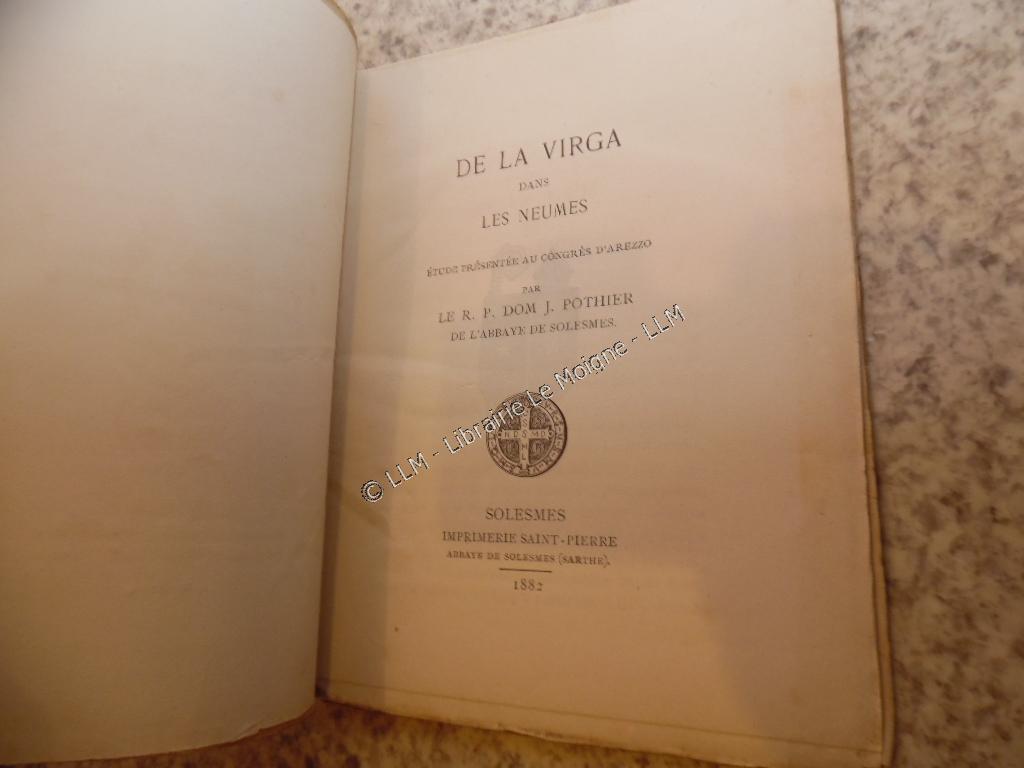 DE LA VIRGA
DANS
LES NEUMES
ÉTUDE PRÉSENTÉE AU CONGRÈS D'AREZZO
PAR
LE R. P. DOM J. POTHIER
DE L'ABBAYE DE SOLESMES.
© LLM - Librairie Le Moigne - LLM
N D S M D
SOLESMES
IMPRIMERIE SAINT-PIERRE
ABBAYE DE SOLESMES (SARTHE).
1882